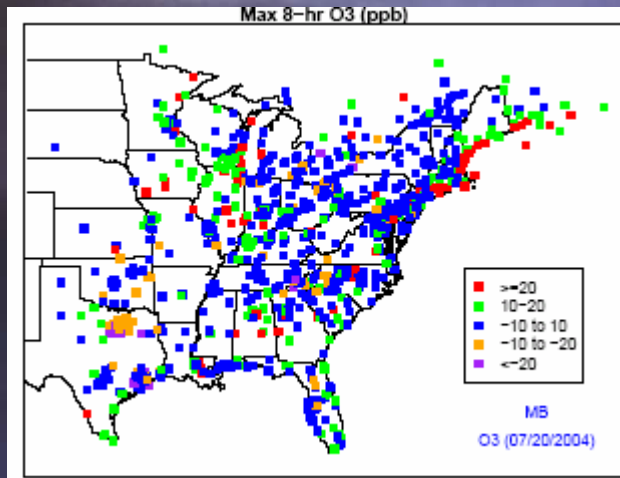 Max 8-hr O3 (ppb)
>=20
10-20
-10 to 10
-10 to -20
<-20
MB
O3 (07/20/2004)